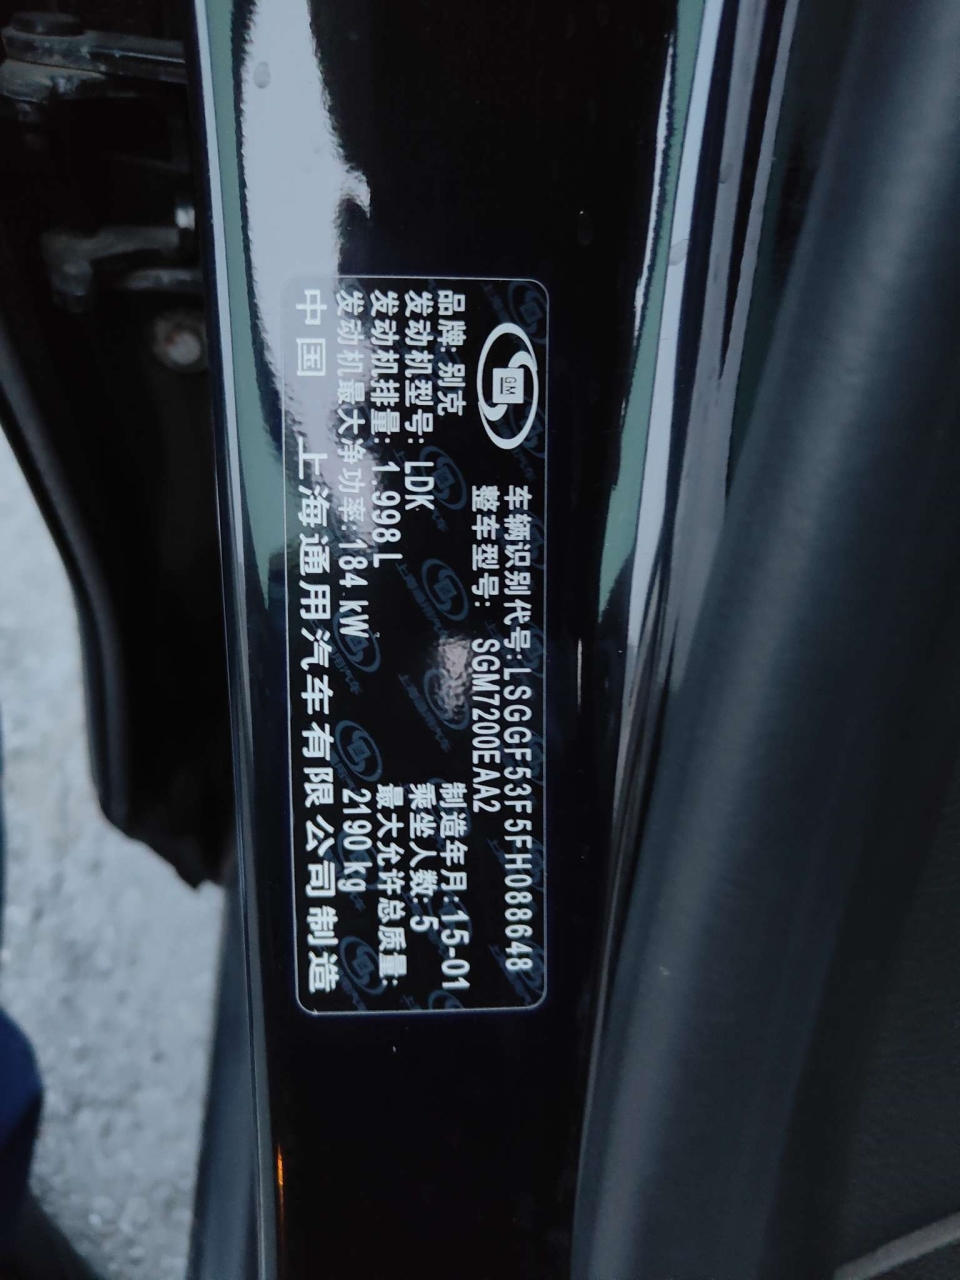 GM
车辆识别代号:LSGGF53F5FH088648
整车型号: SGM7200EAA2
品牌:别克
制造年月:15-01
发动机型号: LDK
乘坐人数:5
发动机排量:1.998L
最大允许总质量:
发动机最大净功率:184 kW
2190 kg
中国 上海通用汽车有限公司制造